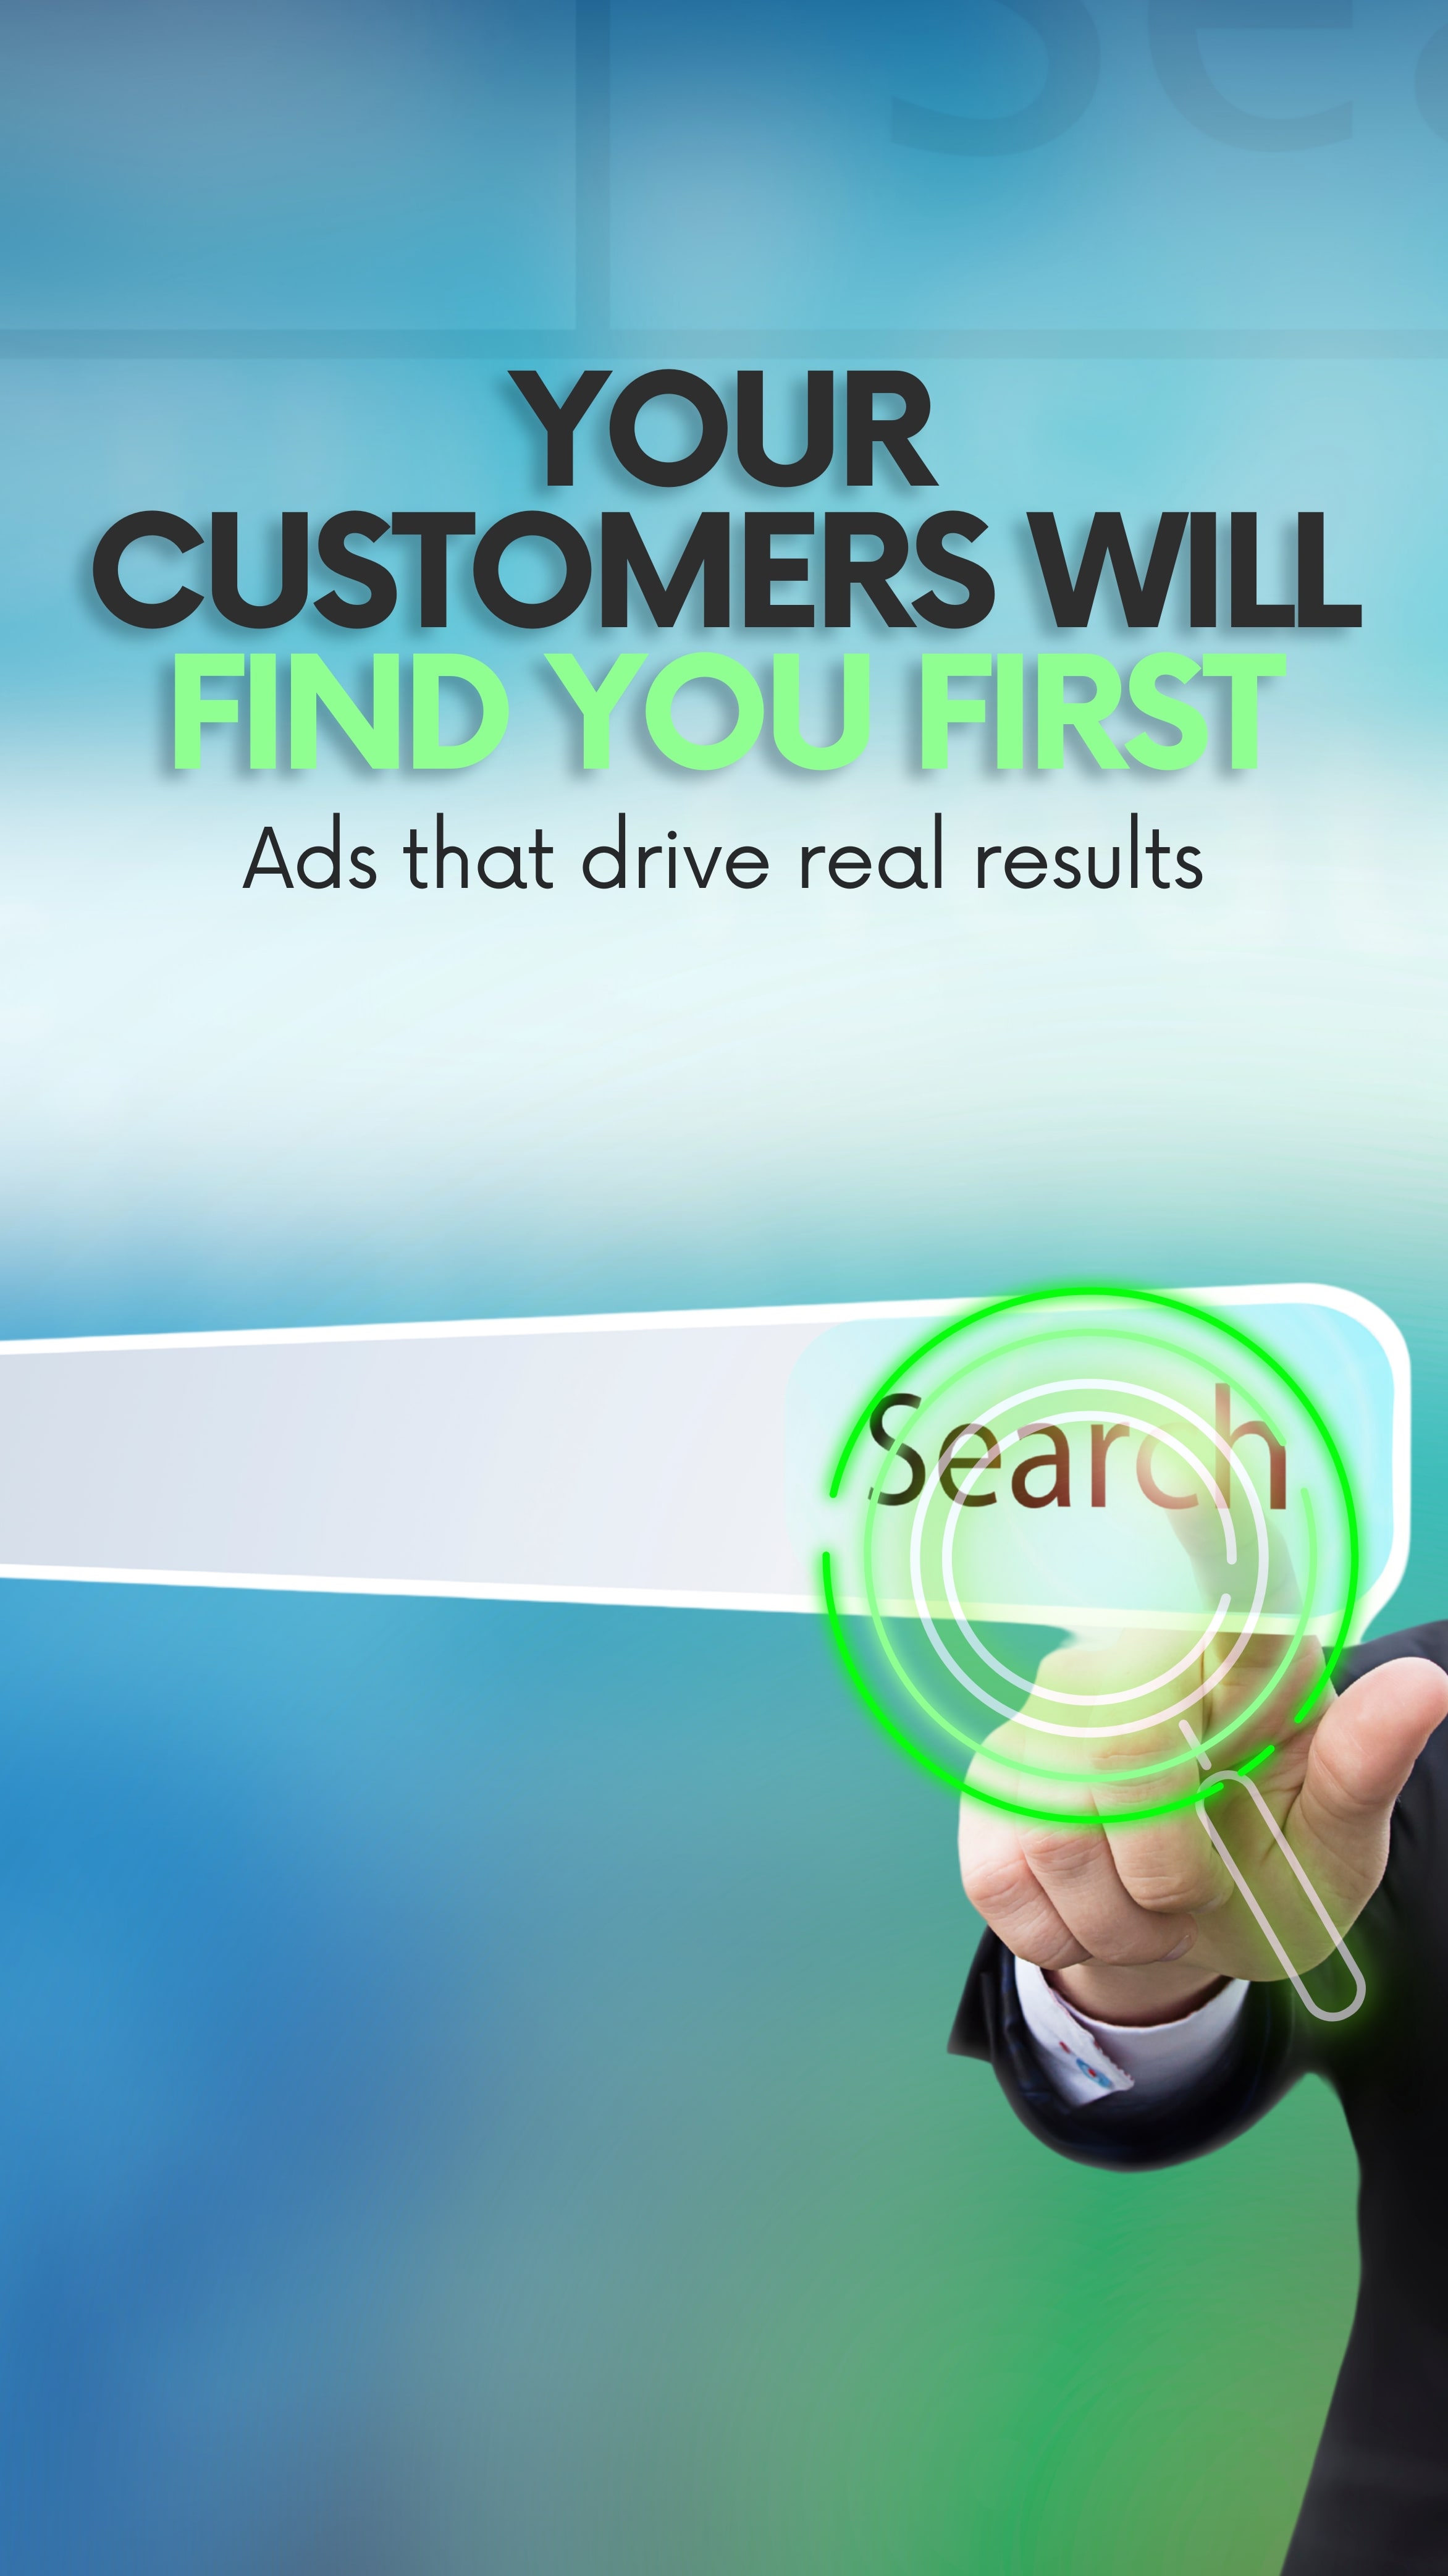 YOUR
CUSTOMERS WILL
FIND YOU FIRST
Ads that drive real results
Search